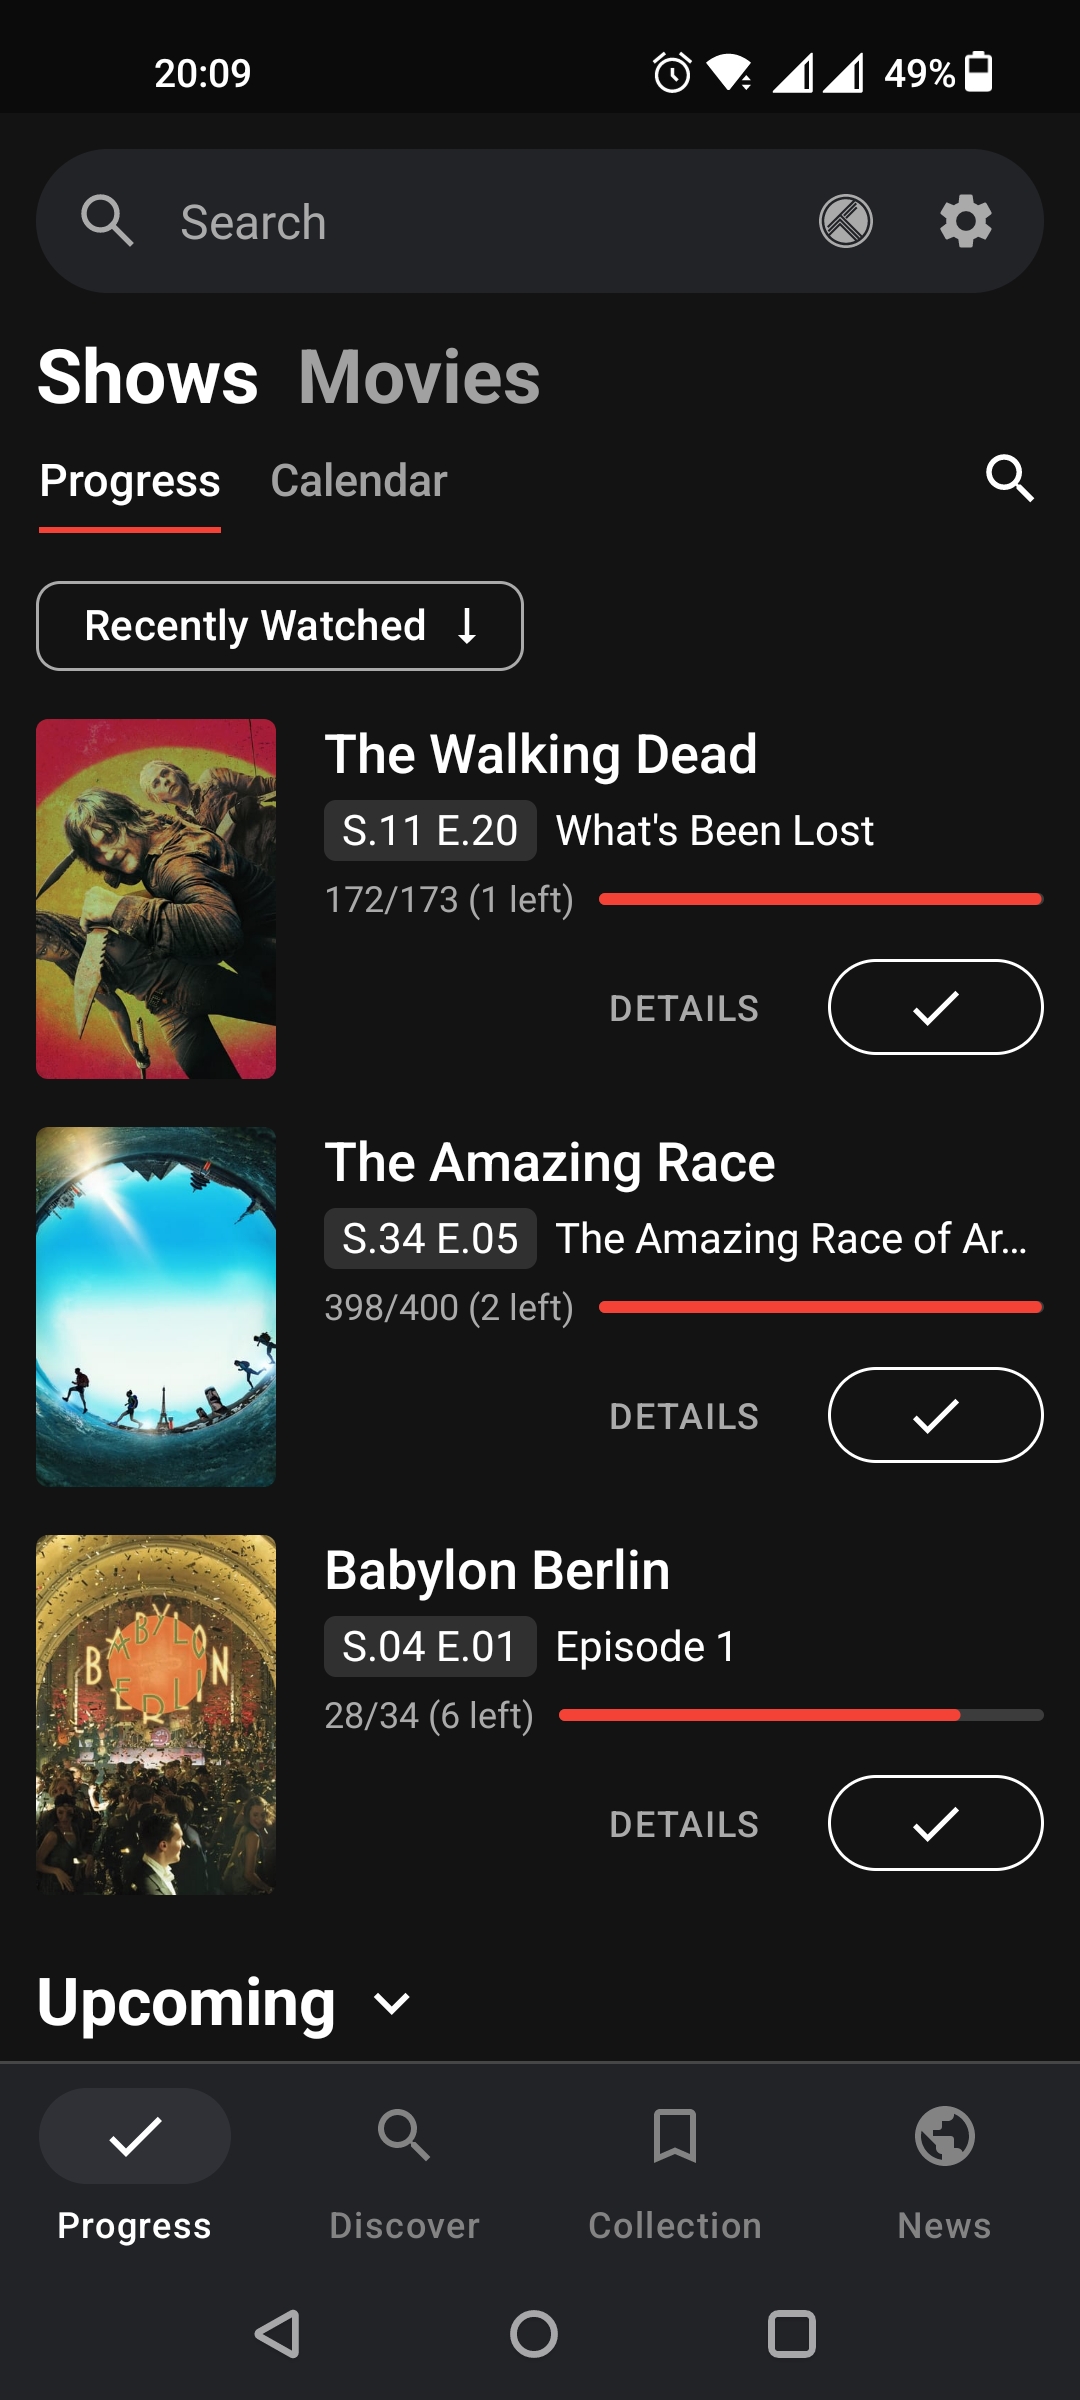 20:09 49%
Search
Shows Movies
Progress Calendar
Recently Watched ↓
The Walking Dead
S.11 E.20 What's Been Lost
172/173 (1 left)
DETAILS
The Amazing Race
S.34 E.05 The Amazing Race of Ar...
398/400 (2 left)
DETAILS
BABYLON
BERLIN
Babylon Berlin
S.04 E.01 Episode 1
28/34 (6 left)
DETAILS
Upcoming
Progress Discover Collection News